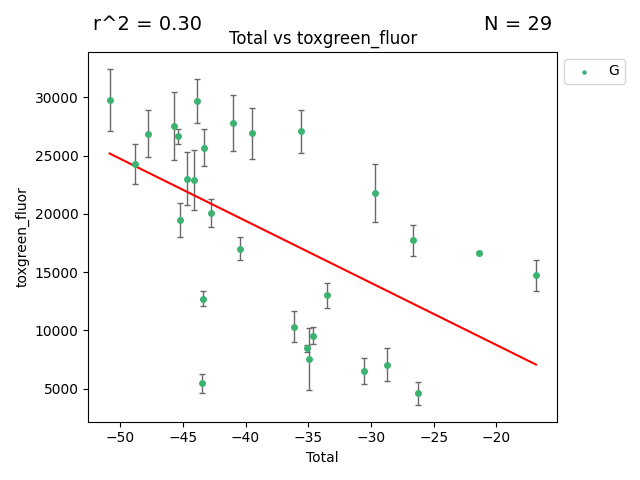 r^2 = 0.30
N = 29
Total vs toxgreen_fluor
G
30000
25000
20000
15000
10000
5000
toxgreen_fluor
−50
−45
−40
−35
−30
−25
−20
Total